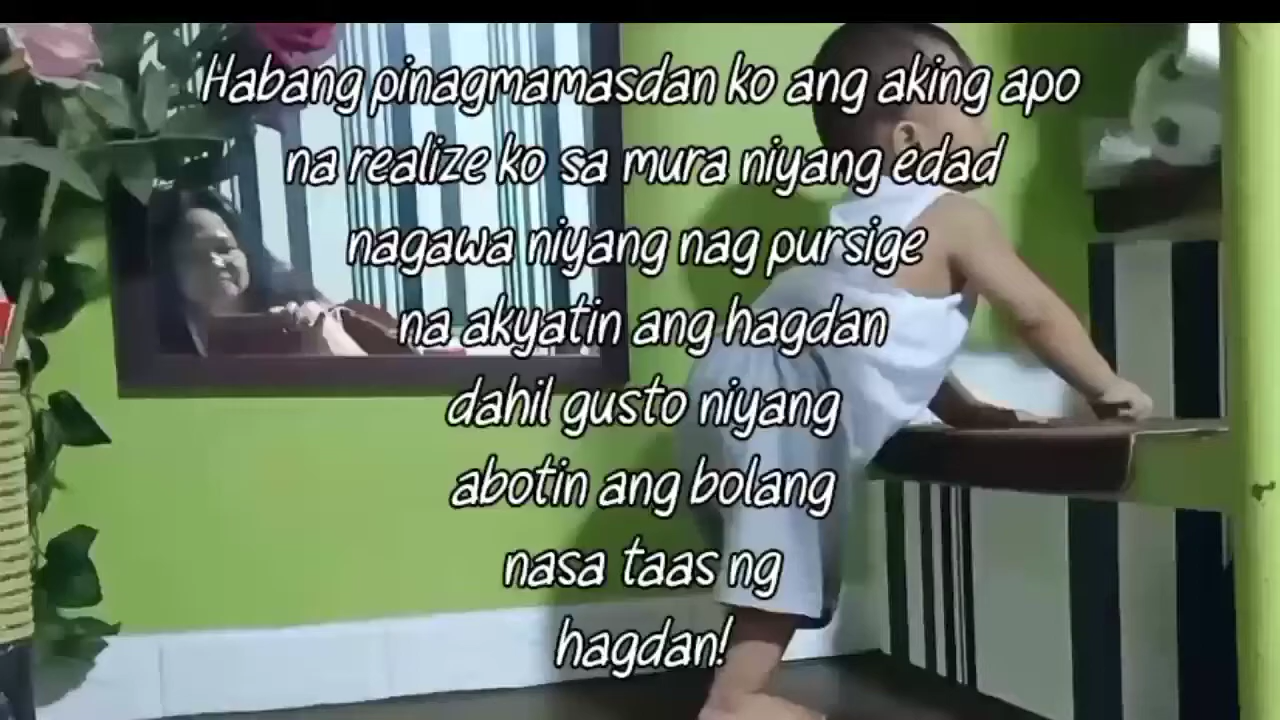 Habang pinagmamasdan ko ang aking apo
na realize ko sa mura niyang edad
nagawa niyang nag pursige
na akyatin ang hagdan
dahil gusto niyang
abotin ang bolang
nasa taas ng
hagdan!